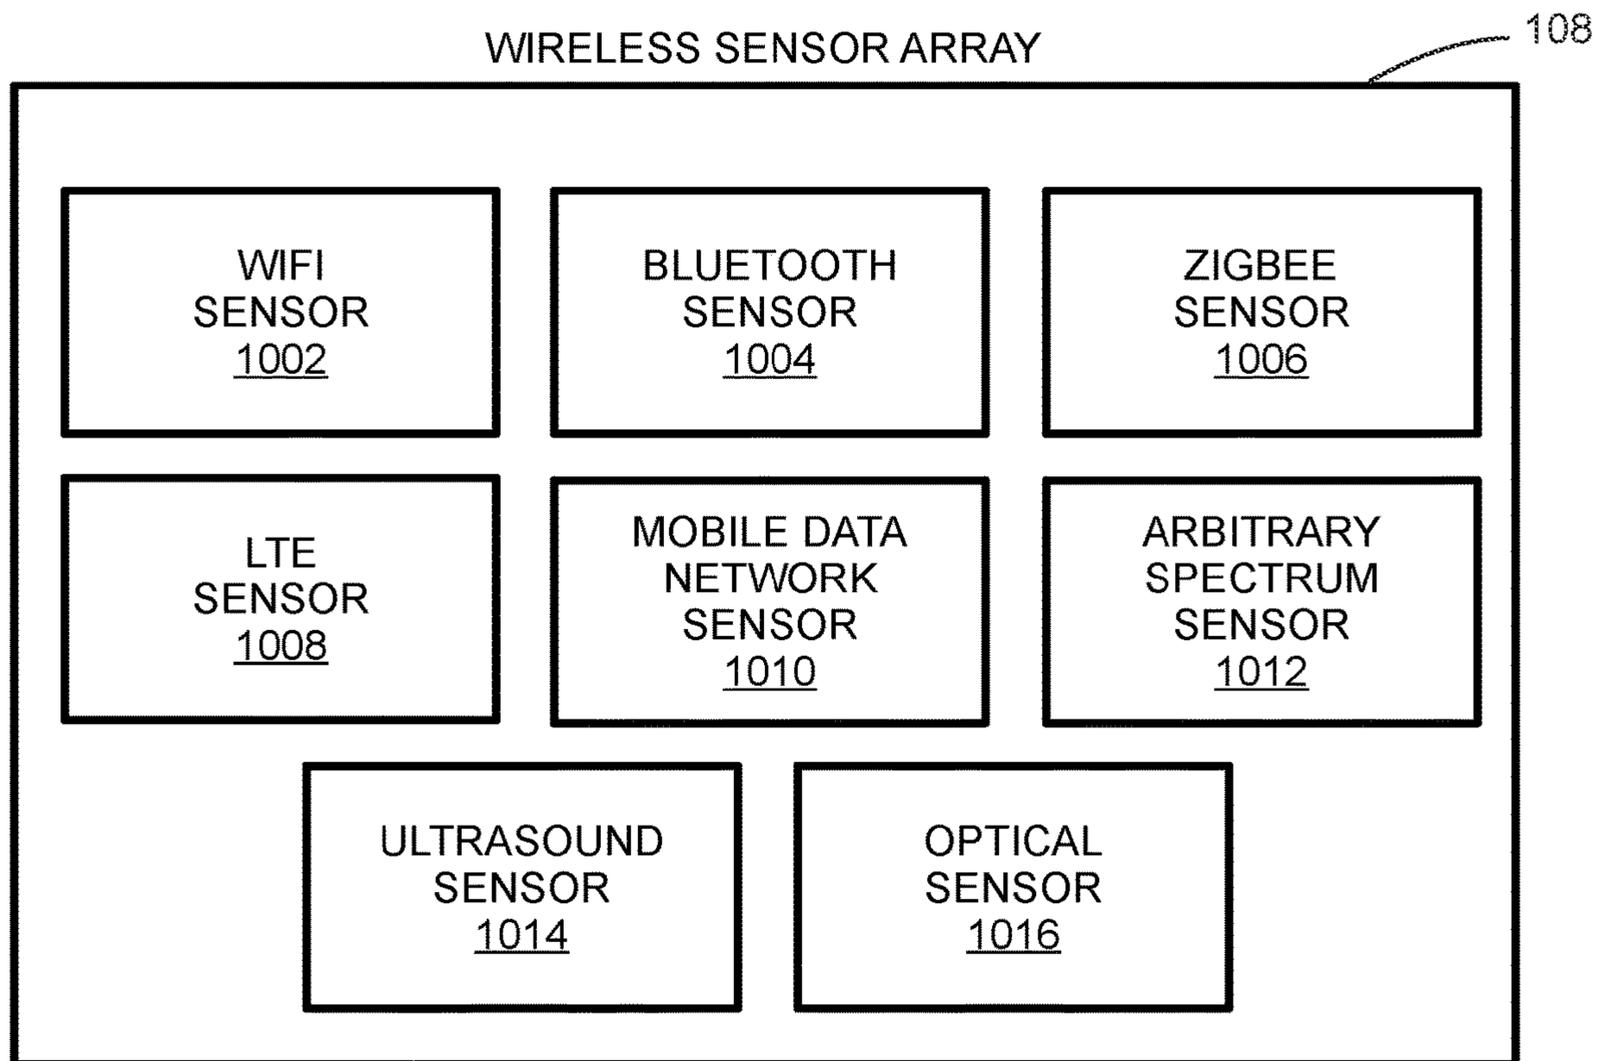 WIRELESS SENSOR ARRAY
108
WIFI
SENSOR
1002
BLUETOOTH
SENSOR
1004
ZIGBEE
SENSOR
1006
LTE
SENSOR
1008
MOBILE DATA
NETWORK
SENSOR
1010
ARBITRARY
SPECTRUM
SENSOR
1012
ULTRASOUND
SENSOR
1014
OPTICAL
SENSOR
1016